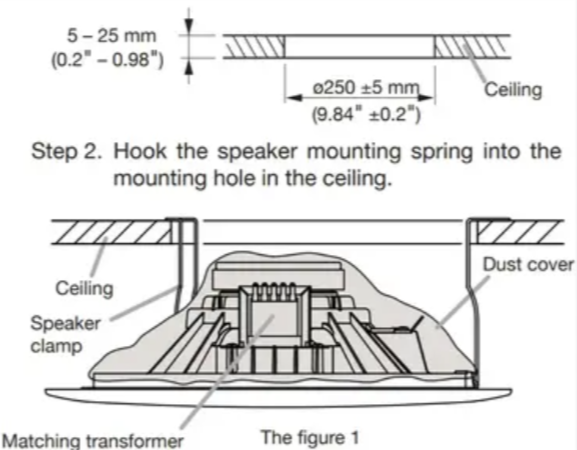 5 – 25 mm
(0.2" – 0.98")
ø250 ±5 mm
(9.84" ±0.2")
Ceiling
Step 2. Hook the speaker mounting spring into the
mounting hole in the ceiling.
Ceiling
Dust cover
Speaker
clamp
Matching transformer
The figure 1